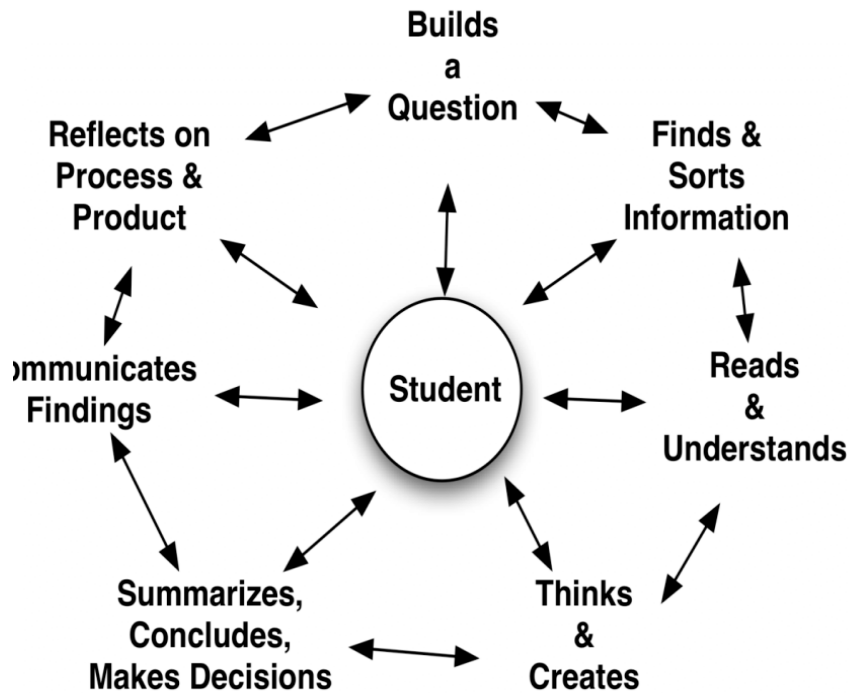 Builds
a
Question
Finds &
Sorts
Information
Reads
&
Understands
Thinks
&
Creates
Summarizes,
Concludes,
Makes Decisions
ommunicates
Findings
Reflects on
Process &
Product
Student